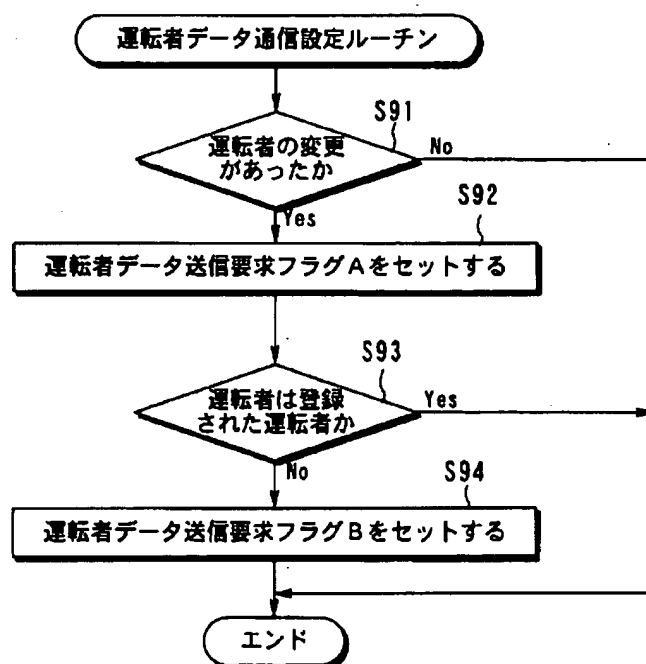 運転者データ通信設定ルーチン
S91
運転者の変更
があったか
No
Yes
S92
運転者データ送信要求フラグAをセットする
S93
運転者は登録
された運転者か
Yes
No
S94
運転者データ送信要求フラグBをセットする
エンド